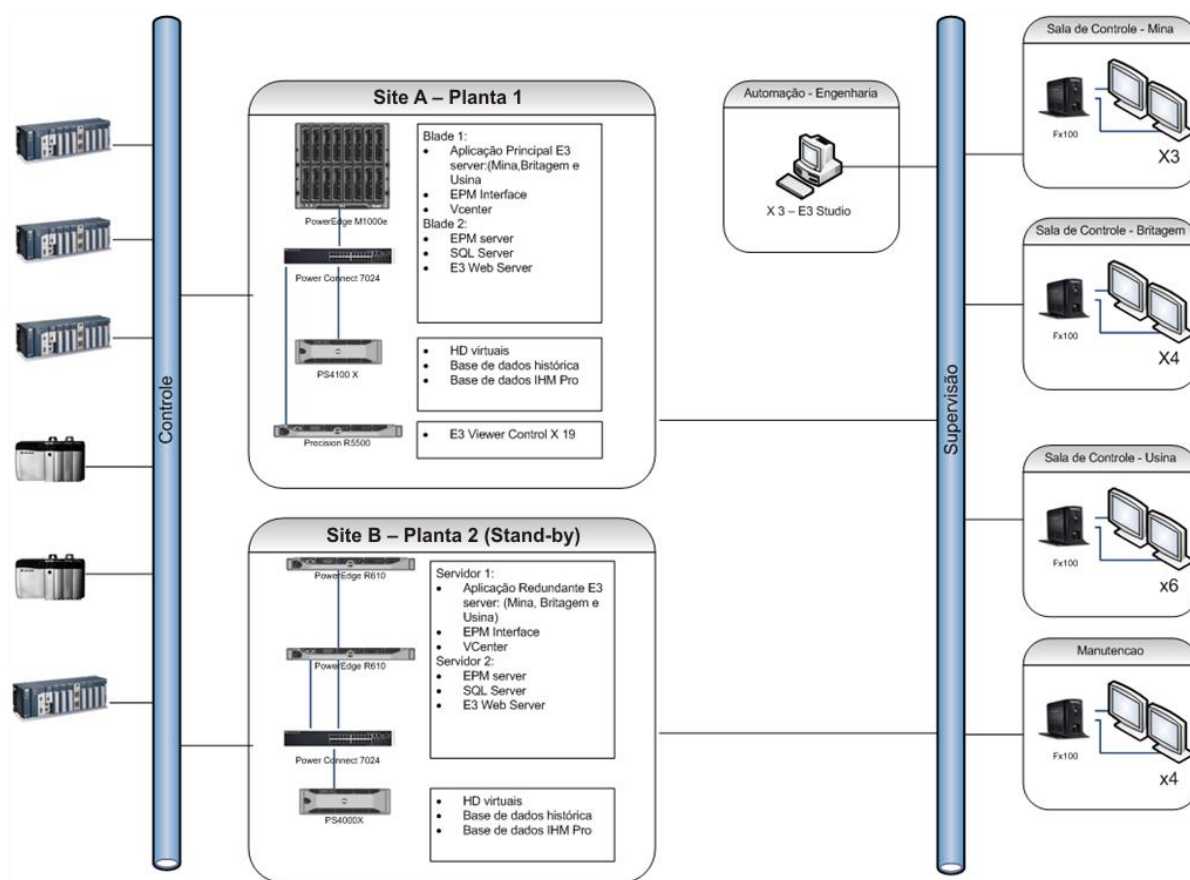 Controle
Site A – Planta 1
PowerEdge M1000e
Power Connect 7024
PS4100 X
Precision R5500
Blade 1:
• Aplicação Principal E3
server:(Mina,Britagem e
Usina
• EPM Interface
• Vcenter
Blade 2:
• EPM server
• SQL Server
• E3 Web Server
• HD virtuais
• Base de dados histórica
• Base de dados IHM Pro
• E3 Viewer Control X 19
Site B – Planta 2 (Stand-by)
PowerEdge R610
PowerEdge R610
Power Connect 7024
PS4000X
Servidor 1:
• Aplicação Redundante E3
server: (Mina, Britagem e
Usina)
• EPM Interface
• VCenter
Servidor 2:
• EPM server
• SQL Server
• E3 Web Server
• HD virtuais
• Base de dados histórica
• Base de dados IHM Pro
Automação - Engenharia
X 3 – E3 Studio
Supervisão
Sala de Controle - Mina
Fx100
X3
Sala de Controle - Britagem
Fx100
X4
Sala de Controle - Usina
Fx100
x6
Manutencao
Fx100
x4